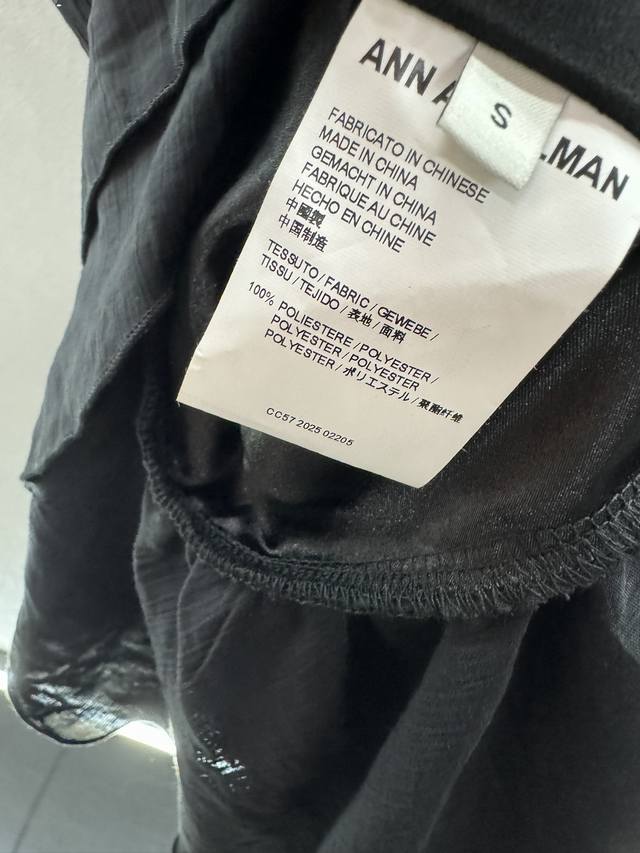 ANN A
LMAN
S
FABRICATO IN CHINESE
MADE IN CHINA
GEMACHT IN CHINA
FABRIQUE AU CHINE
HECHO EN CHINE
中國製
中国制造
TESSUTO / FABRIC / GEWEBE /
TISSU / TEJIDO / 表地 / 面料
100% POLIESTERE / POLYESTER /
POLYESTER / POLYESTER
POLYESTER / ポリエステル / 聚酯纤维
CC57 2025 02205